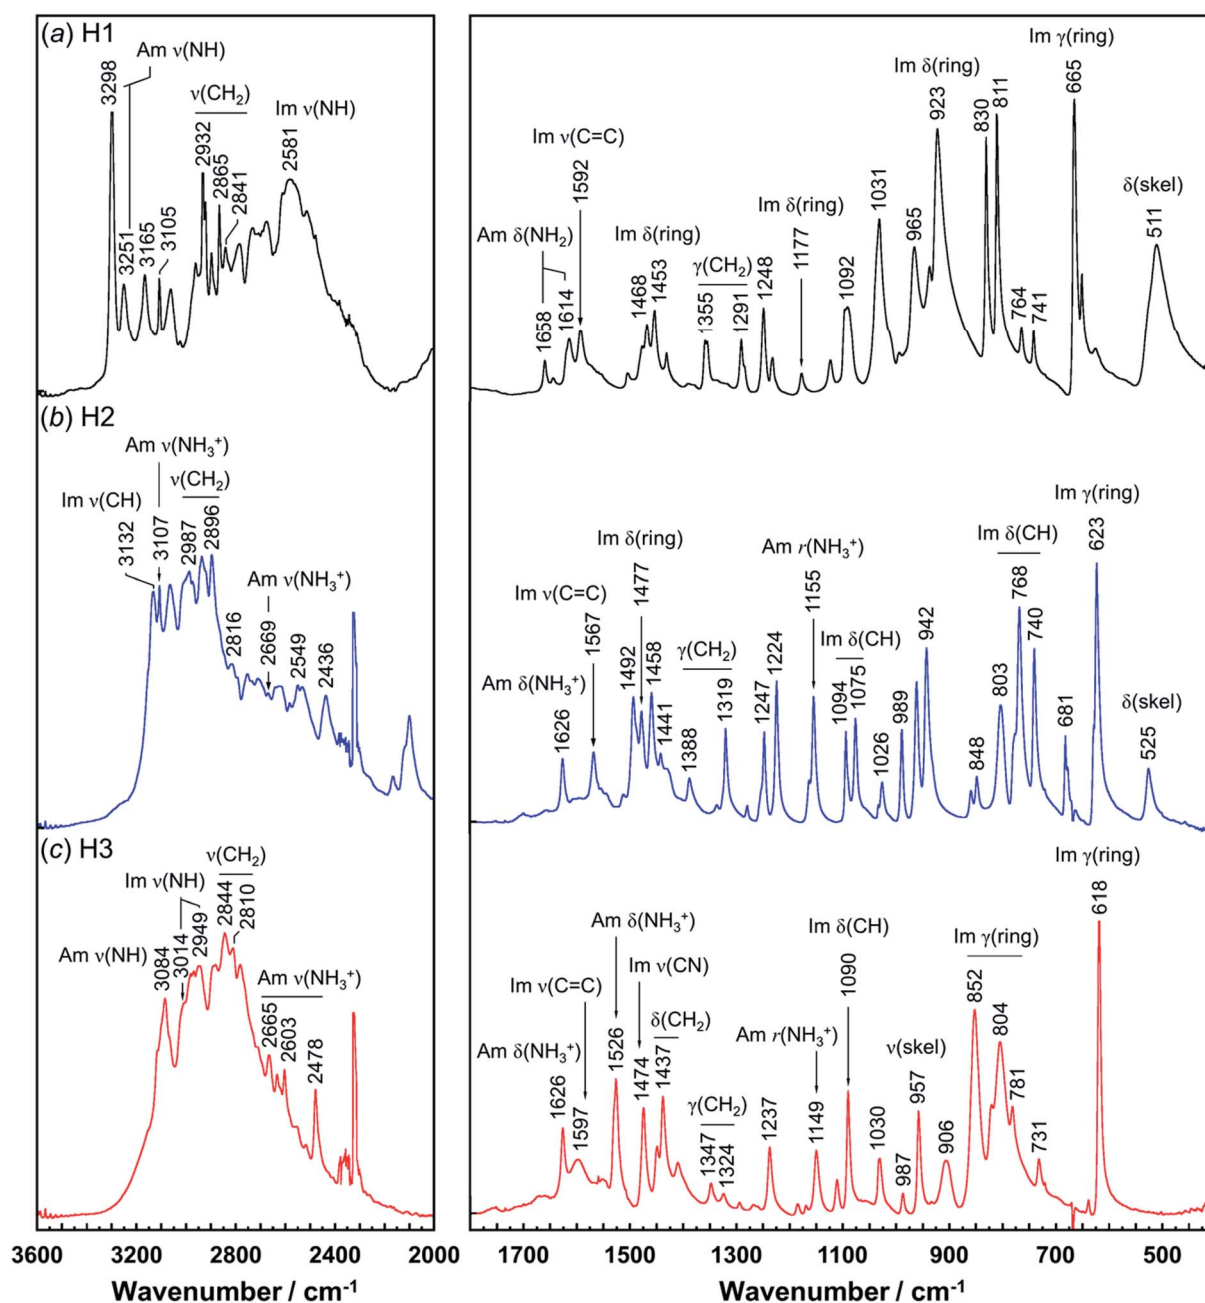 (a) H1
Am ν(NH)
3298
3251
3165
3105
ν(CH₂)
2932
2865
2841
Im ν(NH)
2581
Am δ(NH₂)
1658
1614
Im ν(C=C)
1592
Im δ(ring)
1468
1453
γ(CH₂)
1355
1291
1248
Im δ(ring)
1177
1092
1031
965
Im δ(ring)
923
830
811
764
741
Im γ(ring)
665
δ(skel)
511
(b) H2
Im ν(CH)
3132
Am ν(NH₃⁺)
3107
ν(CH₂)
2987
2896
2816
Am ν(NH₃⁺)
2669
2549
2436
Am δ(NH₃⁺)
1626
Im ν(C=C)
1567
1492
Im δ(ring)
1477
1458
1441
γ(CH₂)
1388
1319
1247
1224
Am r(NH₃⁺)
1155
Im δ(CH)
1094
1075
1026
989
942
848
Im δ(CH)
803
768
740
681
Im γ(ring)
623
δ(skel)
525
(c) H3
Am ν(NH)
3084
Im ν(NH)
3014
2949
ν(CH₂)
2844
2810
Am ν(NH₃⁺)
2665
2603
2478
Am δ(NH₃⁺)
1626
Im ν(C=C)
1597
Am δ(NH₃⁺)
1526
Im ν(CN)
1474
δ(CH₂)
1437
γ(CH₂)
1347
1324
1237
Am r(NH₃⁺)
1149
Im δ(CH)
1090
1030
987
ν(skel)
957
906
Im γ(ring)
852
804
781
731
Im γ(ring)
618
3600 3200 2800 2400 2000
1700 1500 1300 1100 900 700 500
Wavenumber / cm⁻¹
Wavenumber / cm⁻¹